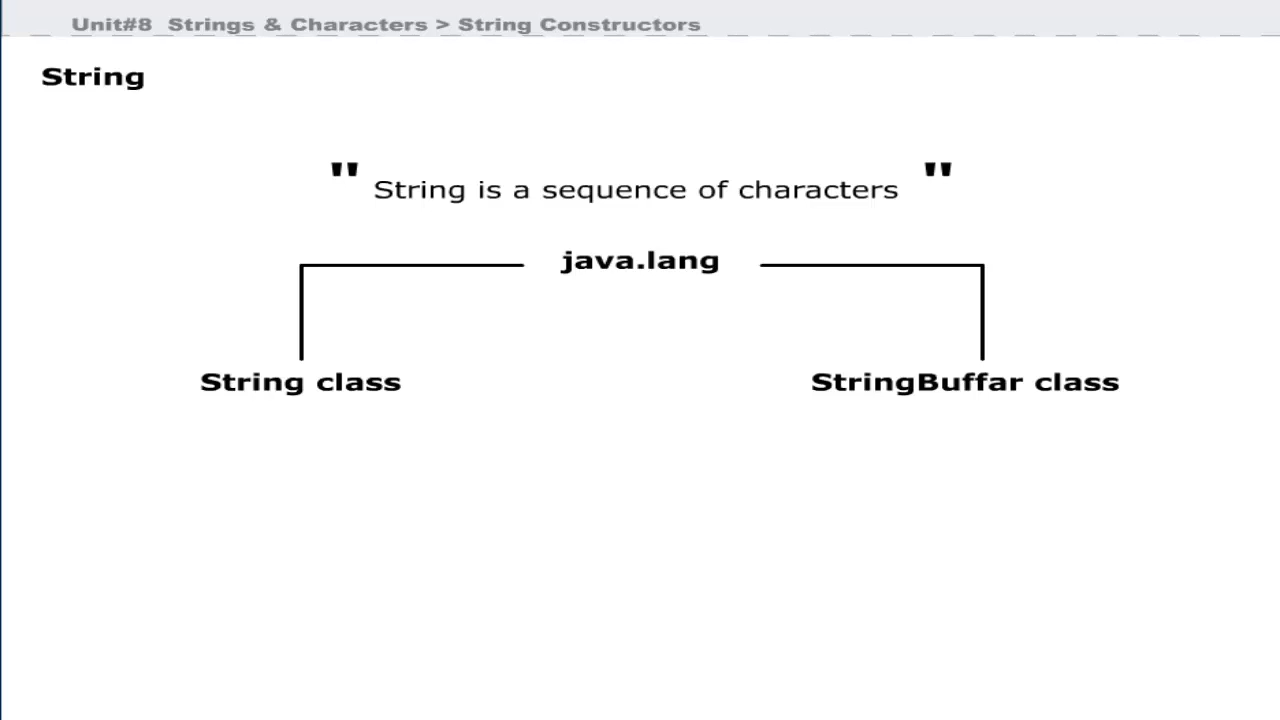 Unit#8 Strings & Characters > String Constructors
String
" String is a sequence of characters "
java.lang
String class
StringBuffar class